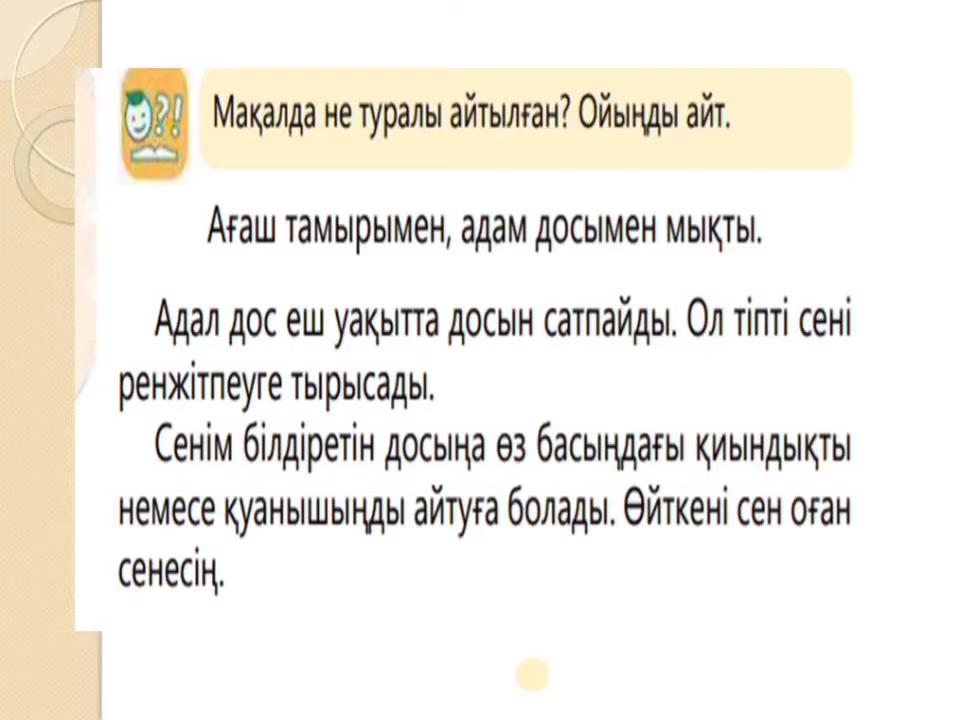 ?!
Мақалда не туралы айтылған? Ойыңды айт.
Ағаш тамырымен, адам досымен мықты.
Адал дос еш уақытта досын сатпайды. Ол тіпті сені
ренжітпеуге тырысады.
Сенім білдіретін досыңа өз басыңдағы қиындықты
немесе қуанышыңды айтуға болады. Өйткені сен оған
сенесің.